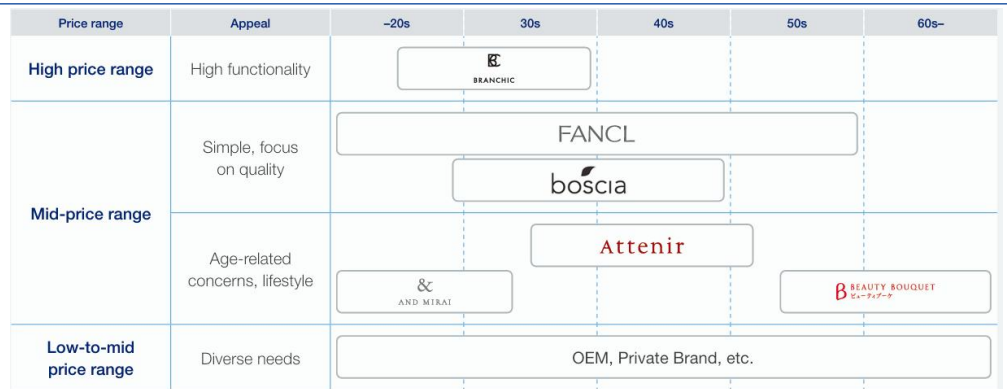 Price range Appeal –20s 30s 40s 50s 60s–
High price range High functionality
BC
BRANCHIC
Mid-price range
Simple, focus
on quality
FANCL
boscia
Age-related
concerns, lifestyle
Attenir
&
AND MIRAI
B BEAUTY BOUQUET
ビューティブーケ
Low-to-mid
price range
Diverse needs
OEM, Private Brand, etc.